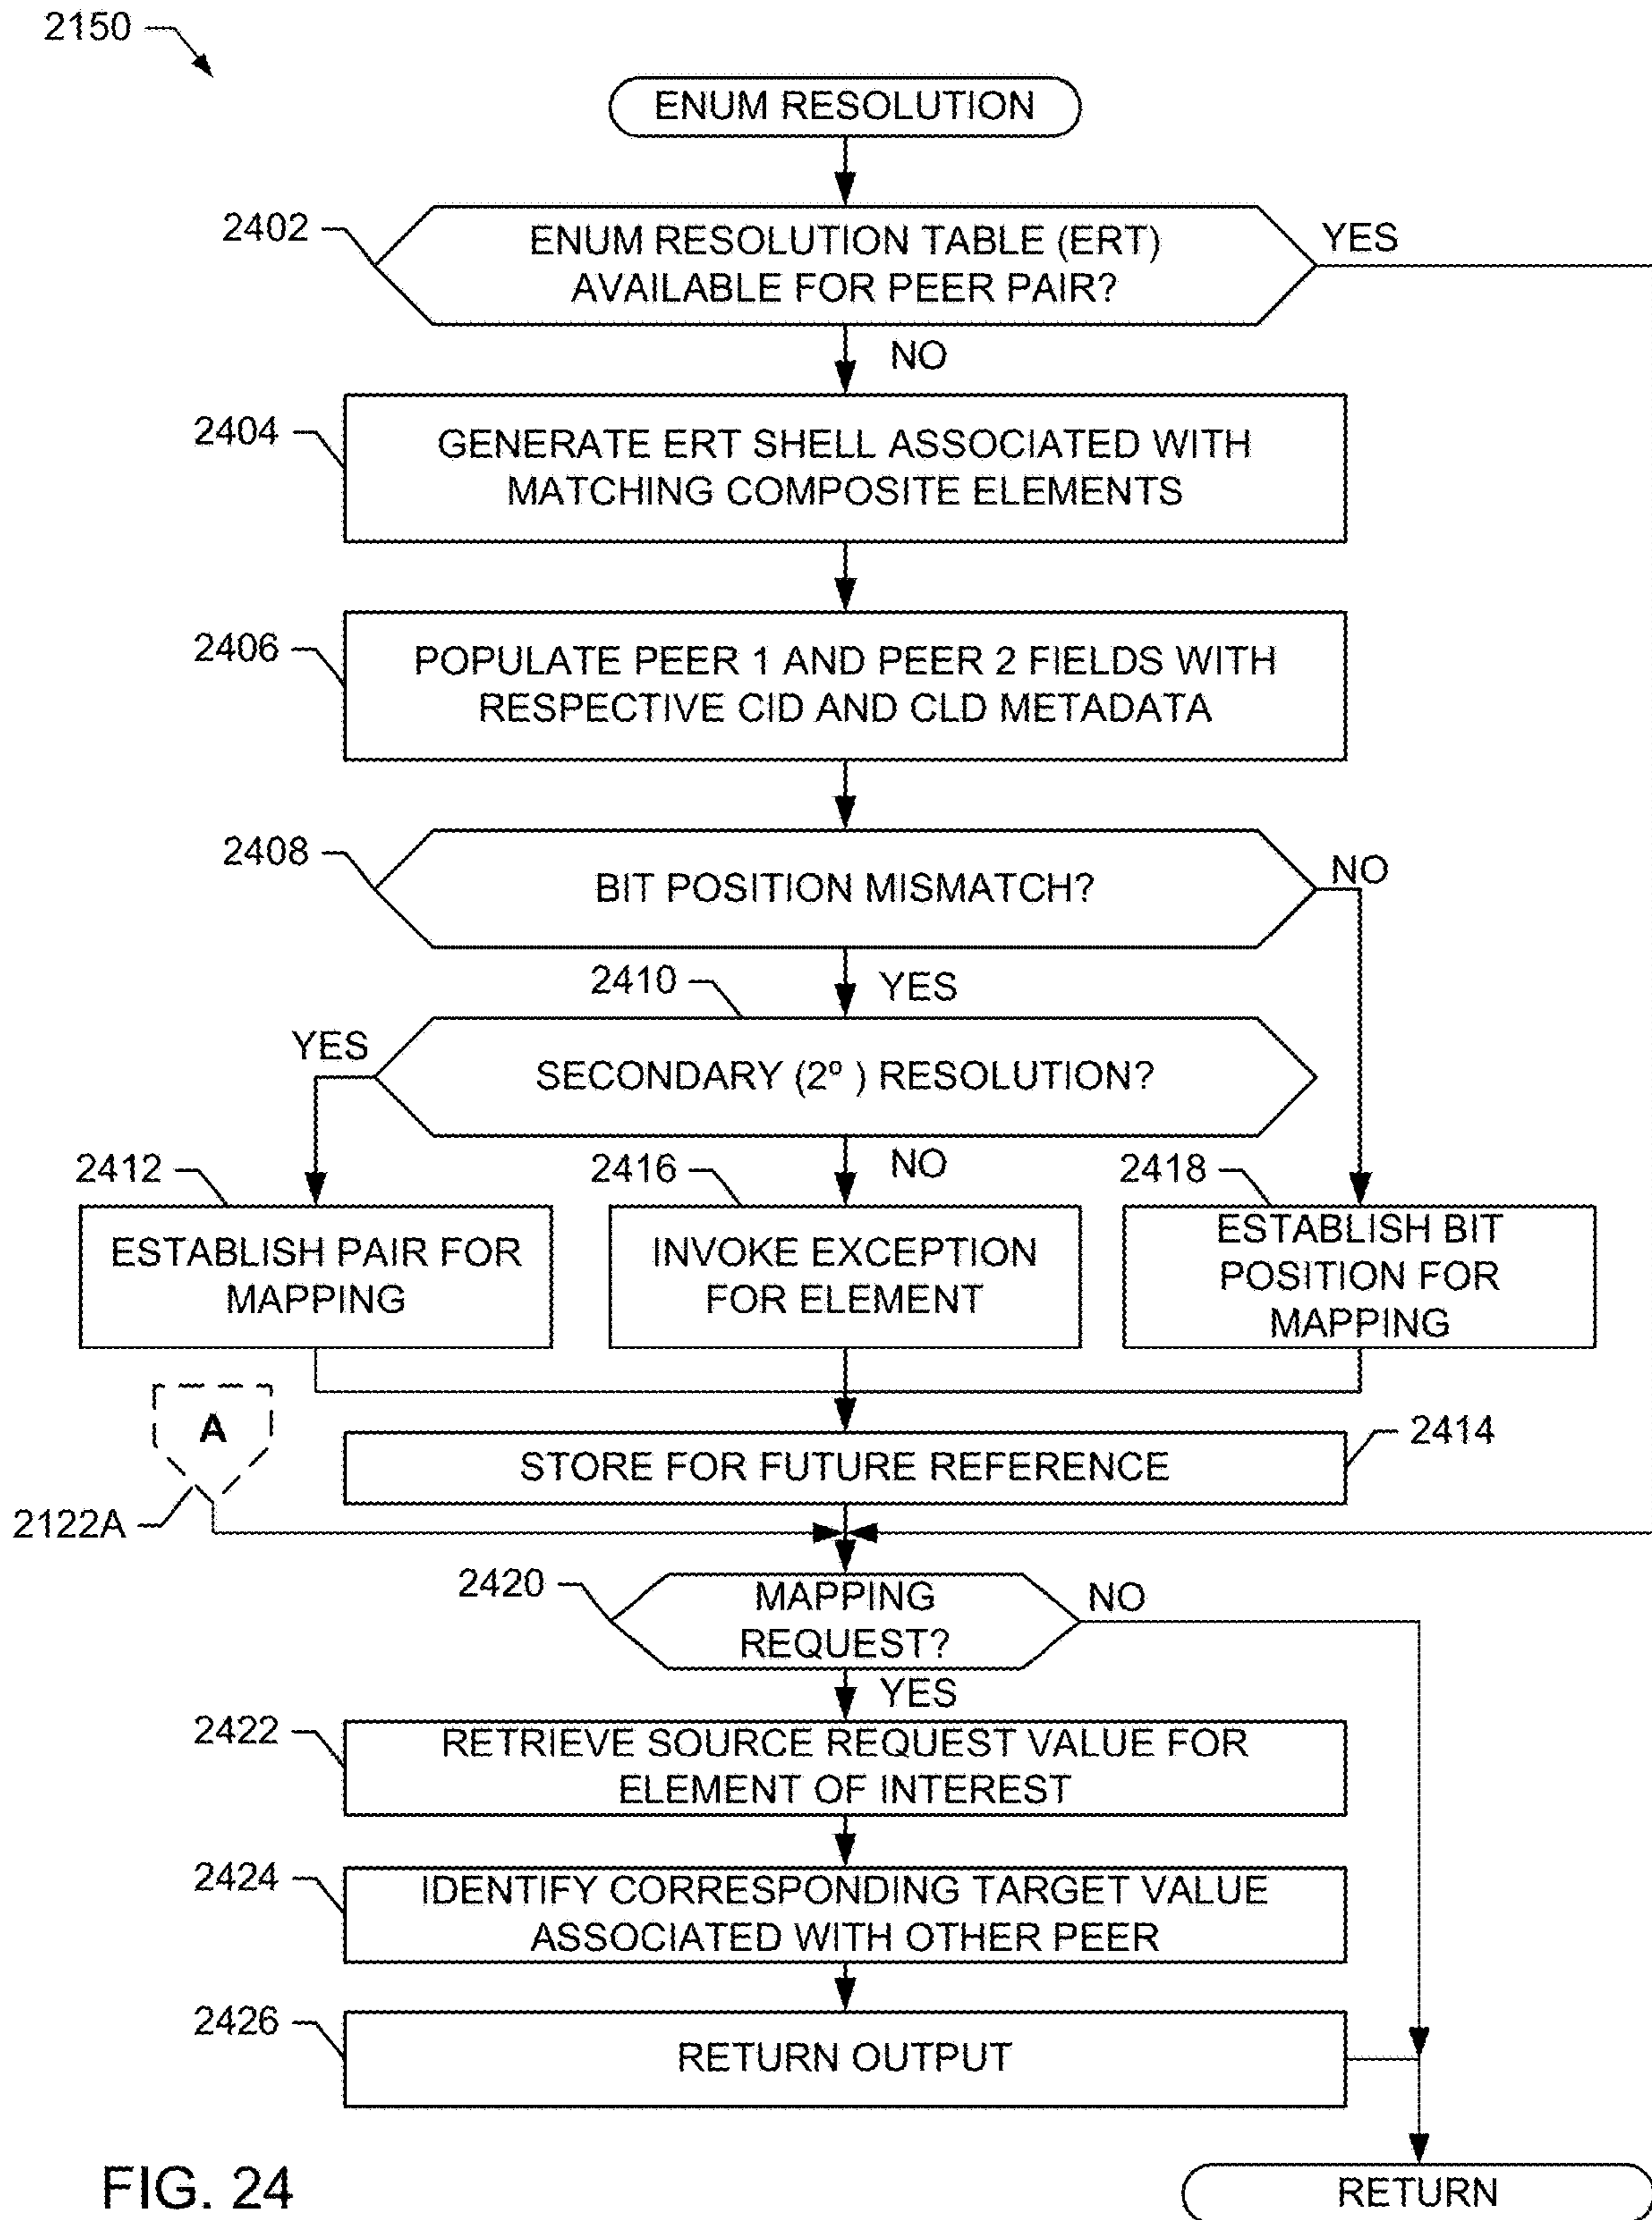 2150
ENUM RESOLUTION
2402
ENUM RESOLUTION TABLE (ERT)
AVAILABLE FOR PEER PAIR?
YES
NO
2404
GENERATE ERT SHELL ASSOCIATED WITH
MATCHING COMPOSITE ELEMENTS
2406
POPULATE PEER 1 AND PEER 2 FIELDS WITH
RESPECTIVE CID AND CLD METADATA
2408
BIT POSITION MISMATCH?
NO
YES
2410
SECONDARY (2º ) RESOLUTION?
YES
NO
2412
ESTABLISH PAIR FOR
MAPPING
2416
INVOKE EXCEPTION
FOR ELEMENT
2418
ESTABLISH BIT
POSITION FOR
MAPPING
A
2122A
STORE FOR FUTURE REFERENCE
2414
2420
MAPPING
REQUEST?
NO
YES
2422
RETRIEVE SOURCE REQUEST VALUE FOR
ELEMENT OF INTEREST
2424
IDENTIFY CORRESPONDING TARGET VALUE
ASSOCIATED WITH OTHER PEER
2426
RETURN OUTPUT
RETURN
FIG. 24